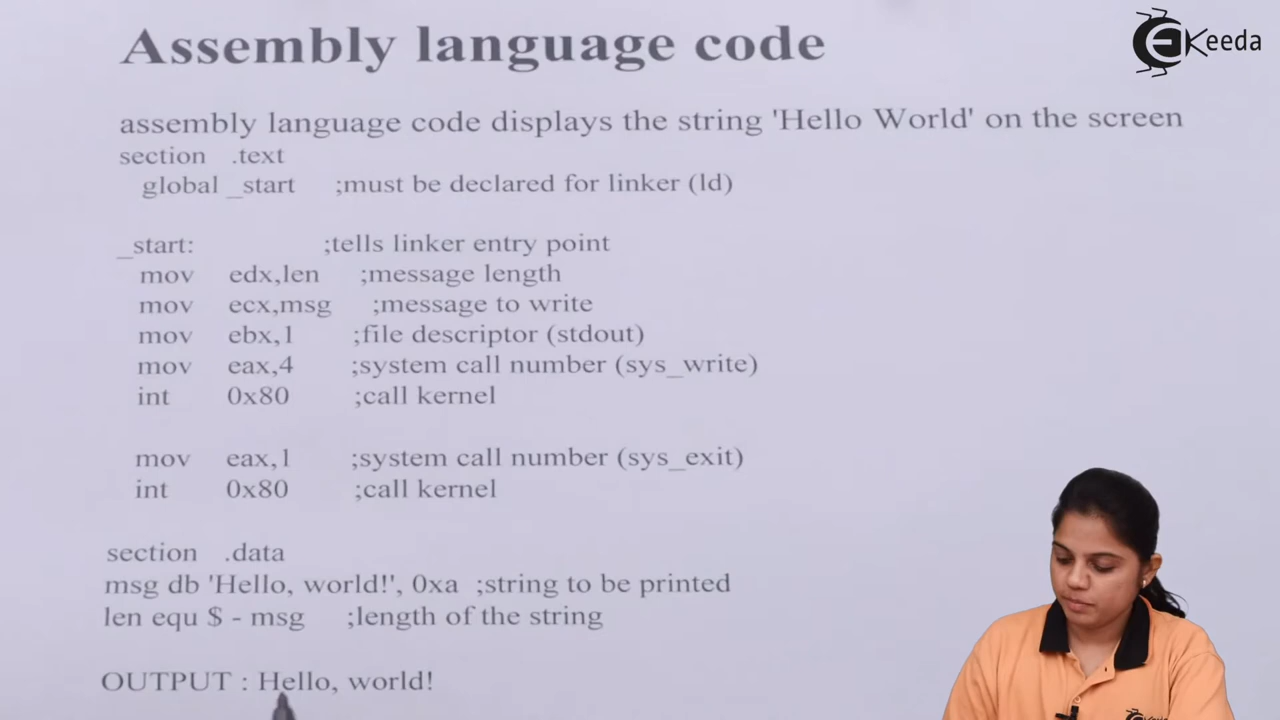 Assembly language code
Keeda
assembly language code displays the string 'Hello World' on the screen
section .text
global _start ;must be declared for linker (ld)
_start: ;tells linker entry point
mov edx,len ;message length
mov ecx,msg ;message to write
mov ebx,1 ;file descriptor (stdout)
mov eax,4 ;system call number (sys_write)
int 0x80 ;call kernel
mov eax,1 ;system call number (sys_exit)
int 0x80 ;call kernel
section .data
msg db 'Hello, world!', 0xa ;string to be printed
len equ $ - msg ;length of the string
OUTPUT : Hello, world!